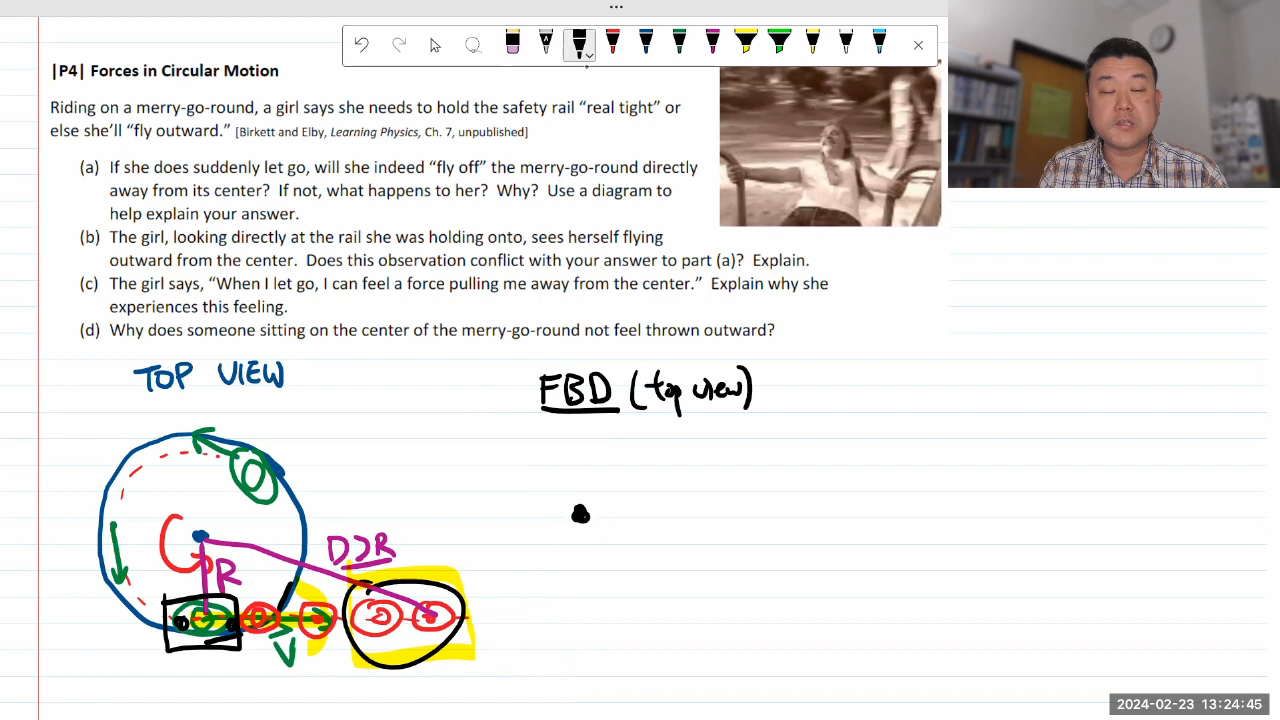 |P4| Forces in Circular Motion
Riding on a merry-go-round, a girl says she needs to hold the safety rail “real tight” or
else she’ll “fly outward.” [Birkett and Elby, Learning Physics, Ch. 7, unpublished]
(a) If she does suddenly let go, will she indeed “fly off” the merry-go-round directly
away from its center? If not, what happens to her? Why? Use a diagram to
help explain your answer.
(b) The girl, looking directly at the rail she was holding onto, sees herself flying
outward from the center. Does this observation conflict with your answer to part (a)? Explain.
(c) The girl says, “When I let go, I can feel a force pulling me away from the center.” Explain why she
experiences this feeling.
(d) Why does someone sitting on the center of the merry-go-round not feel thrown outward?
TOP VIEW
FBD (top view)
D>R
R
V
2024-02-23 13:24:45